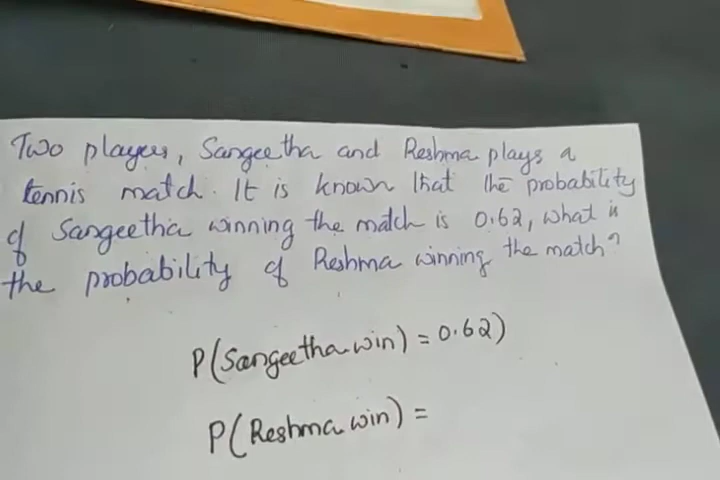 Two players, Sangeetha and Reshma plays a
tennis match. It is known that the probability
of Sangeetha winning the match is 0.62, what is
the probability of Reshma winning the match?
P(Sangeetha win) = 0.62)
P(Reshma win) =